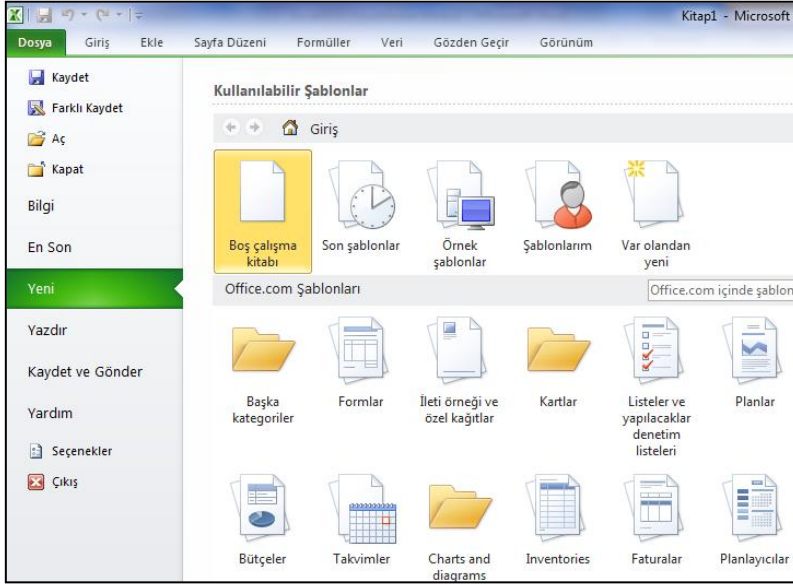 Kitap1 - Microsoft
Dosya Giriş Ekle Sayfa Düzeni Formüller Veri Gözden Geçir Görünüm
Kaydet
Farklı Kaydet
Aç
Kapat
Bilgi
En Son
Yeni
Yazdır
Kaydet ve Gönder
Yardım
Seçenekler
Çıkış
Kullanılabilir Şablonlar
Giriş
Boş çalışma
kitabı
Son şablonlar
Örnek
şablonlar
Şablonlarım
Var olandan
yeni
Office.com Şablonları
Office.com içinde şablon
Başka
kategoriler
Formlar
İleti örneği ve
özel kağıtlar
Kartlar
Listeler ve
yapılacaklar
denetim
listeleri
Planlar
Bütçeler
Takvimler
Charts and
diagrams
Inventories
Faturalar
Planlayıcılar